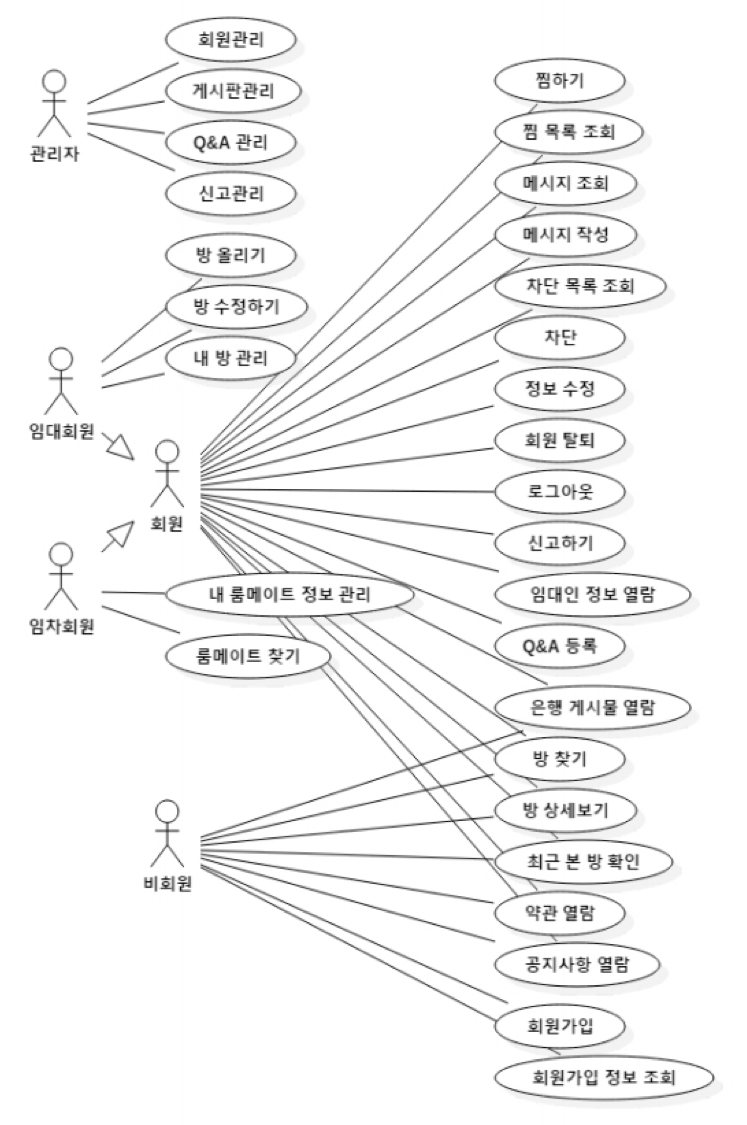 회원관리
게시판관리
Q&A 관리
신고관리
관리자
방 올리기
방 수정하기
내 방 관리
임대회원
회원
임차회원
내 룸메이트 정보 관리
룸메이트 찾기
비회원
찜하기
찜 목록 조회
메시지 조회
메시지 작성
차단 목록 조회
차단
정보 수정
회원 탈퇴
로그아웃
신고하기
임대인 정보 열람
Q&A 등록
은행 게시물 열람
방 찾기
방 상세보기
최근 본 방 확인
약관 열람
공지사항 열람
회원가입
회원가입 정보 조회